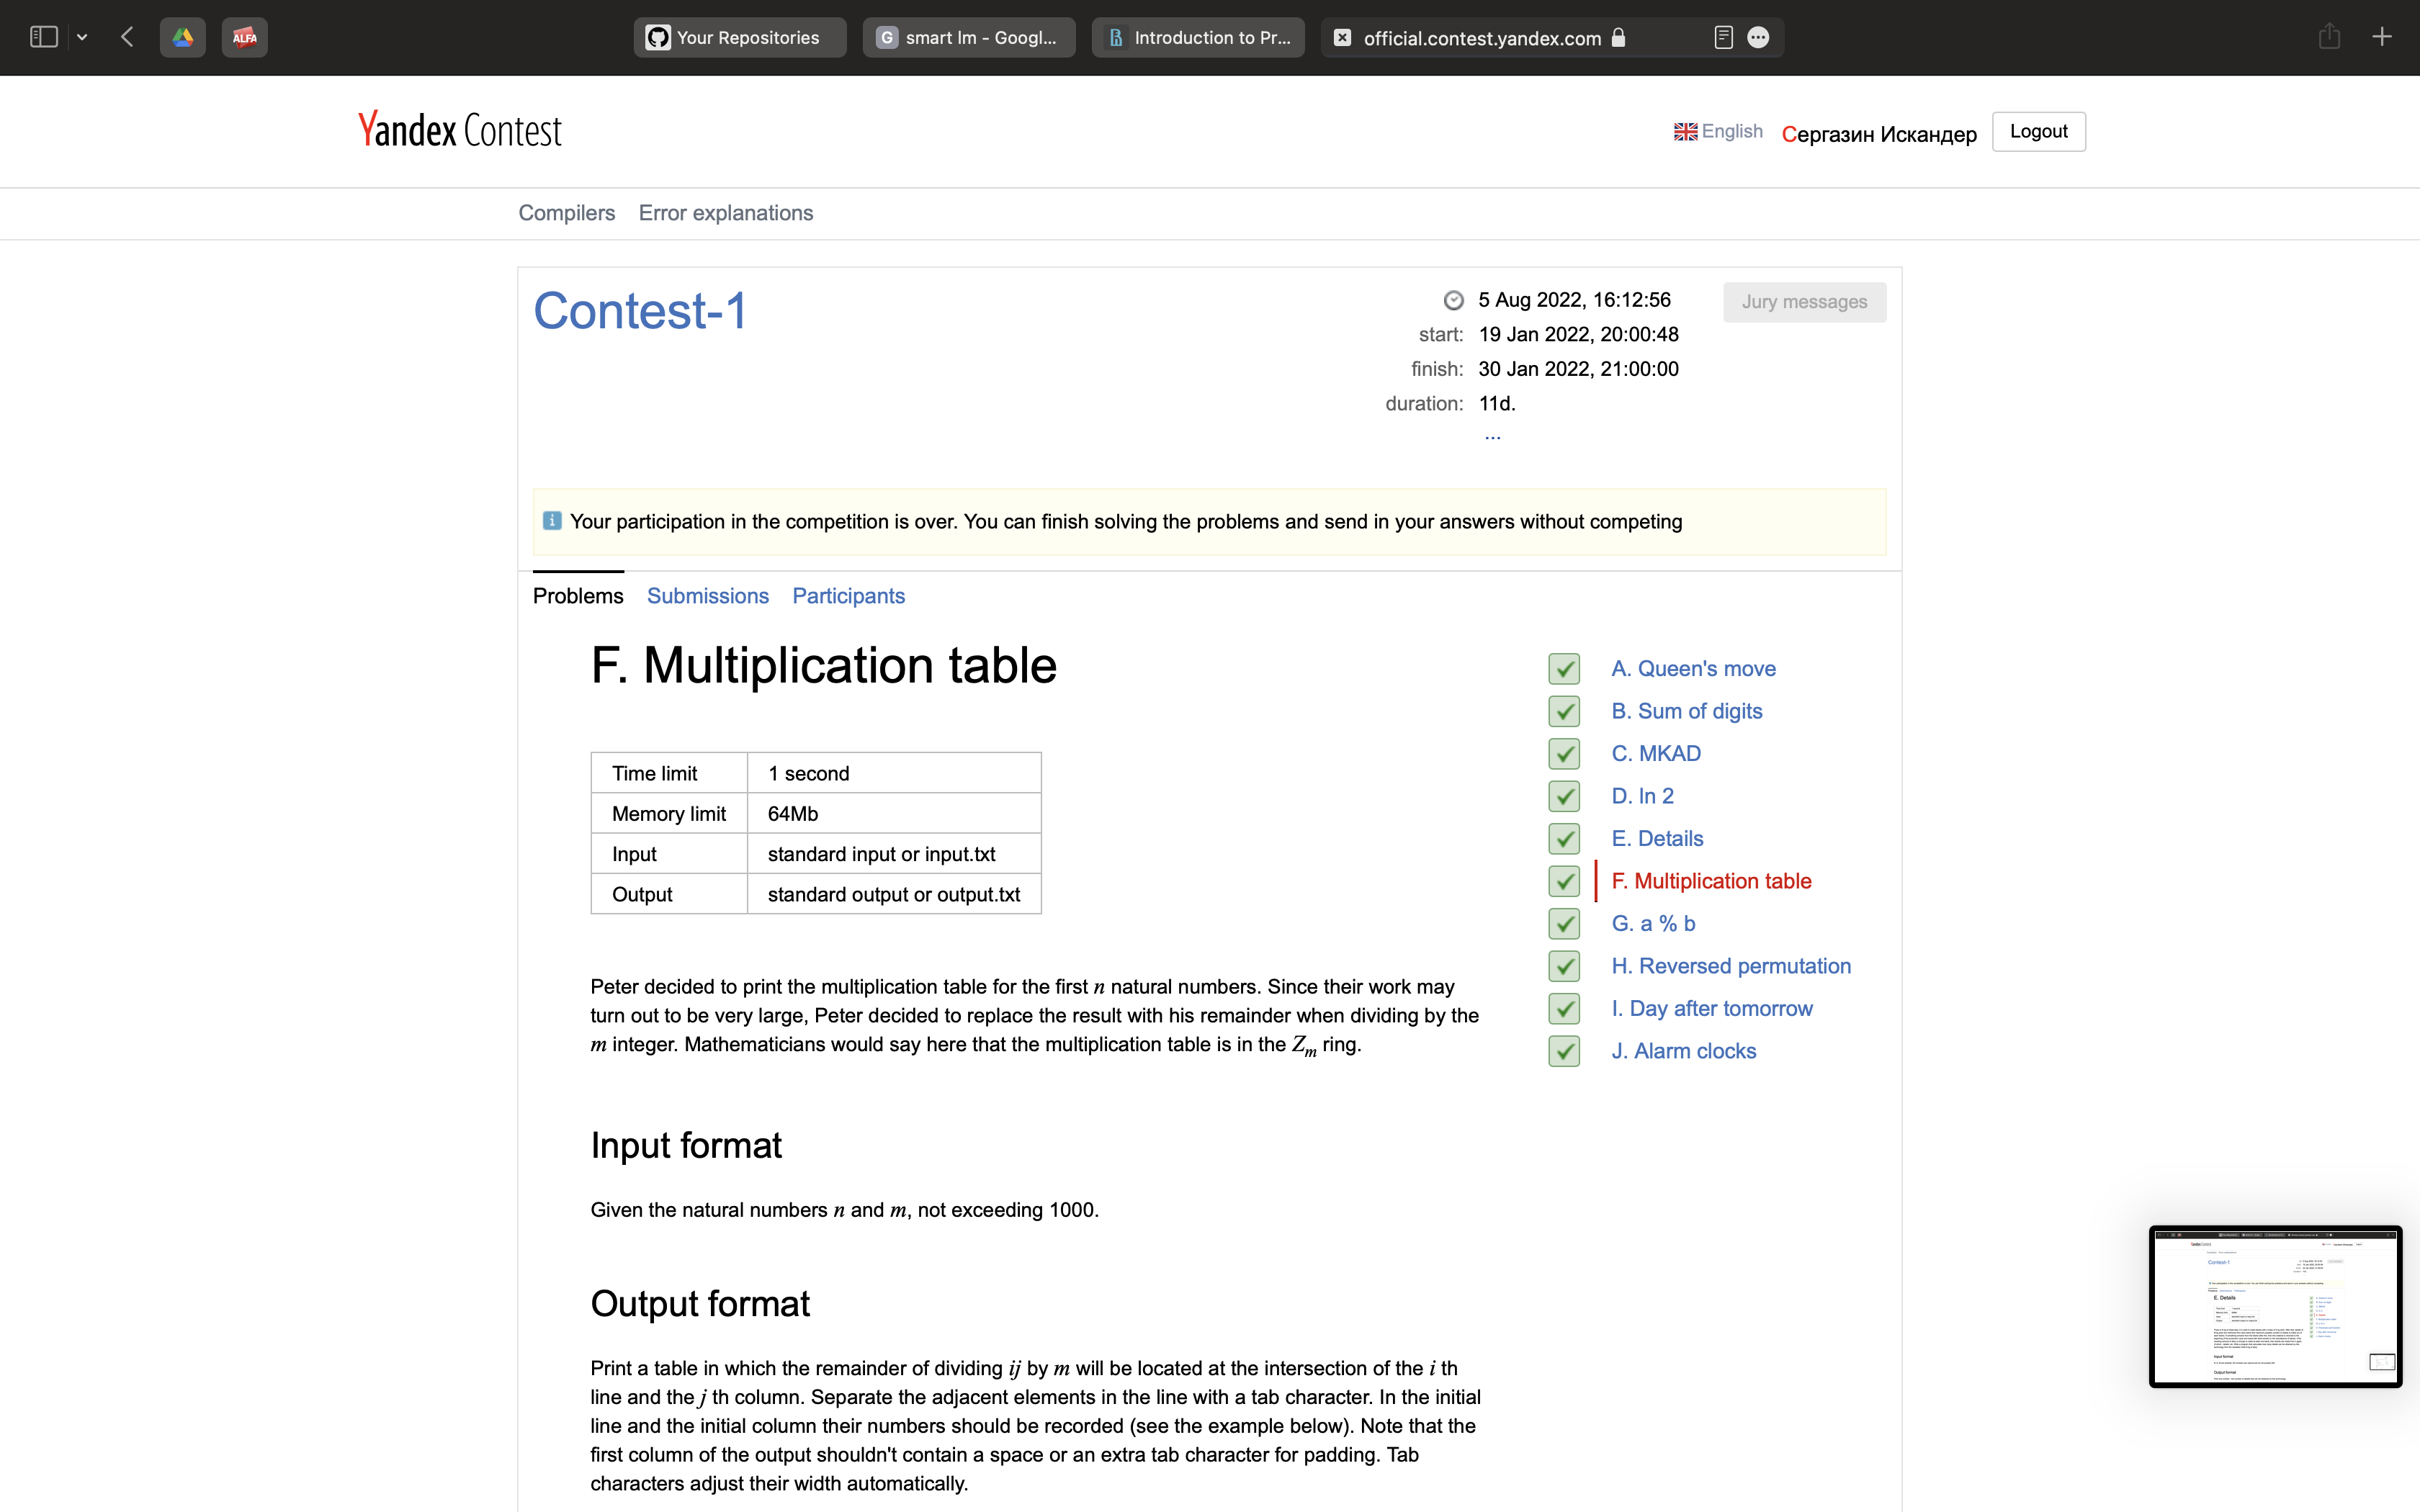 ALFA
Your Repositories
G smart lm - Googl...
Introduction to Pr...
official.contest.yandex.com
Yandex Contest
English
Сергазин Искандер
Logout
Compilers Error explanations
Contest-1
5 Aug 2022, 16:12:56
Jury messages
start: 19 Jan 2022, 20:00:48
finish: 30 Jan 2022, 21:00:00
duration: 11d.
...
Your participation in the competition is over. You can finish solving the problems and send in your answers without competing
Problems Submissions Participants
F. Multiplication table
Time limit 1 second
Memory limit 64Mb
Input standard input or input.txt
Output standard output or output.txt
Peter decided to print the multiplication table for the first n natural numbers. Since their work may
turn out to be very large, Peter decided to replace the result with his remainder when dividing by the
m integer. Mathematicians would say here that the multiplication table is in the Zm ring.
Input format
Given the natural numbers n and m, not exceeding 1000.
Output format
Print a table in which the remainder of dividing ij by m will be located at the intersection of the i th
line and the j th column. Separate the adjacent elements in the line with a tab character. In the initial
line and the initial column their numbers should be recorded (see the example below). Note that the
first column of the output shouldn't contain a space or an extra tab character for padding. Tab
characters adjust their width automatically.
A. Queen's move
B. Sum of digits
C. MKAD
D. ln 2
E. Details
F. Multiplication table
G. a % b
H. Reversed permutation
I. Day after tomorrow
J. Alarm clocks
Contest-1
E. Details